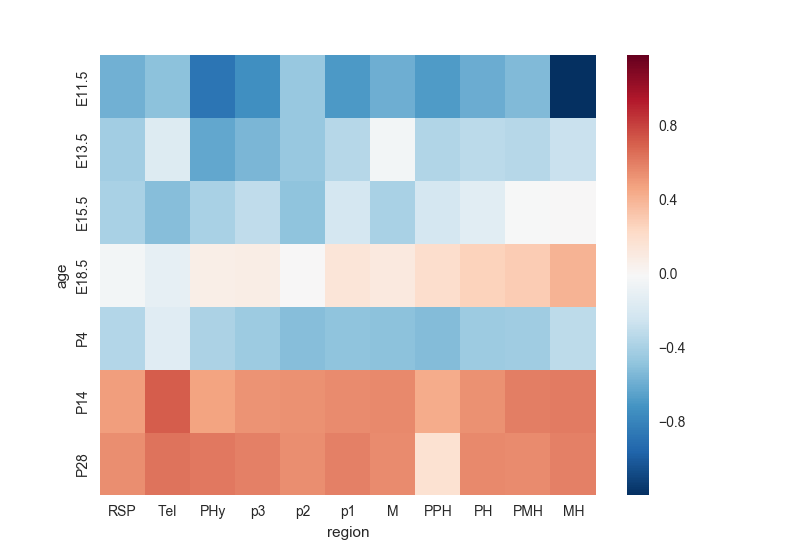 age
E11.5
E13.5
E15.5
E18.5
P4
P14
P28
RSP Tel PHy p3 p2 p1 M PPH PH PMH MH
region
0.8
0.4
0.0
−0.4
−0.8